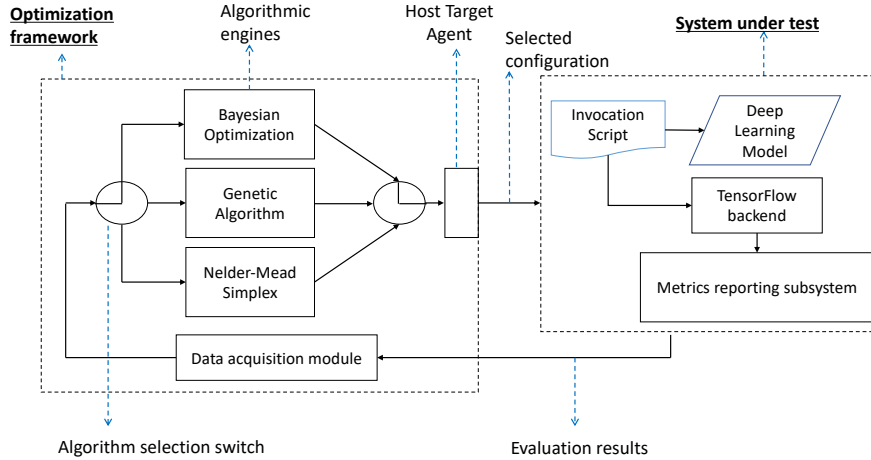 Optimization
framework
Algorithmic
engines
Host Target
Agent
Selected
configuration
System under test
Bayesian
Optimization
Genetic
Algorithm
Nelder-Mead
Simplex
Data acquisition module
Invocation
Script
Deep
Learning
Model
TensorFlow
backend
Metrics reporting subsystem
Algorithm selection switch
Evaluation results